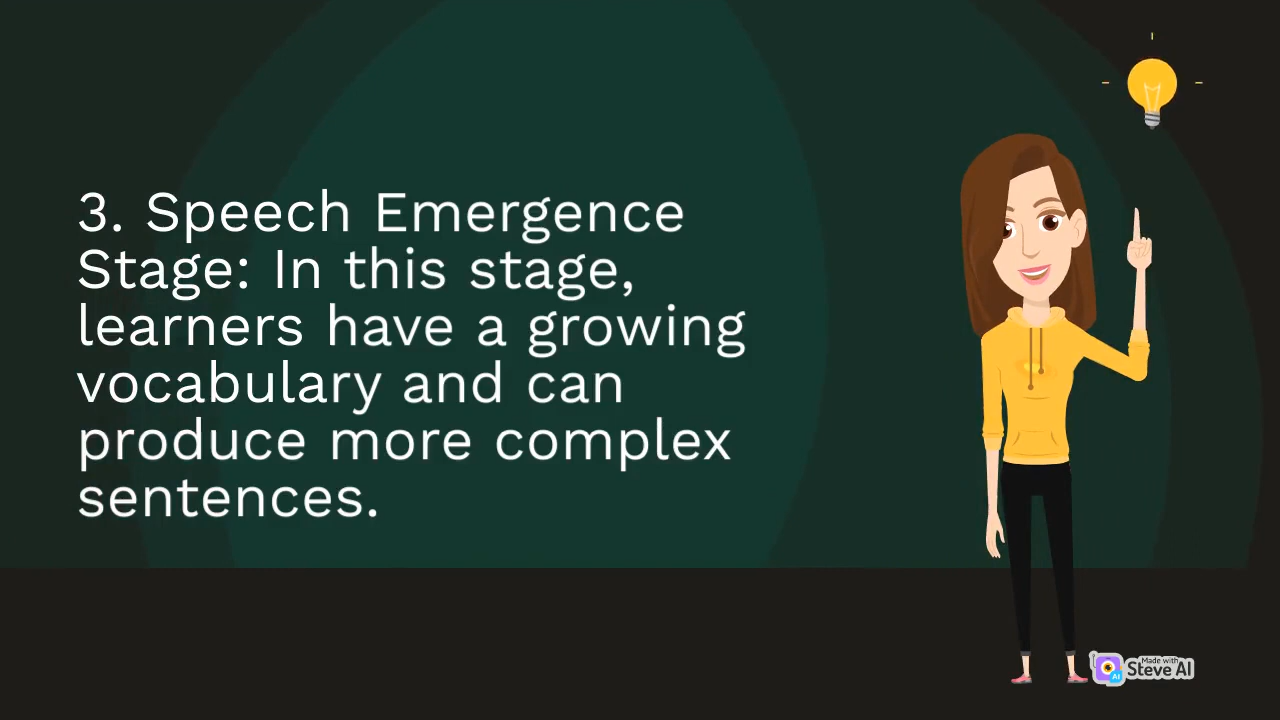 3. Speech Emergence
Stage: In this stage,
learners have a growing
vocabulary and can
produce more complex
sentences.
Made with
Steve AI
AI